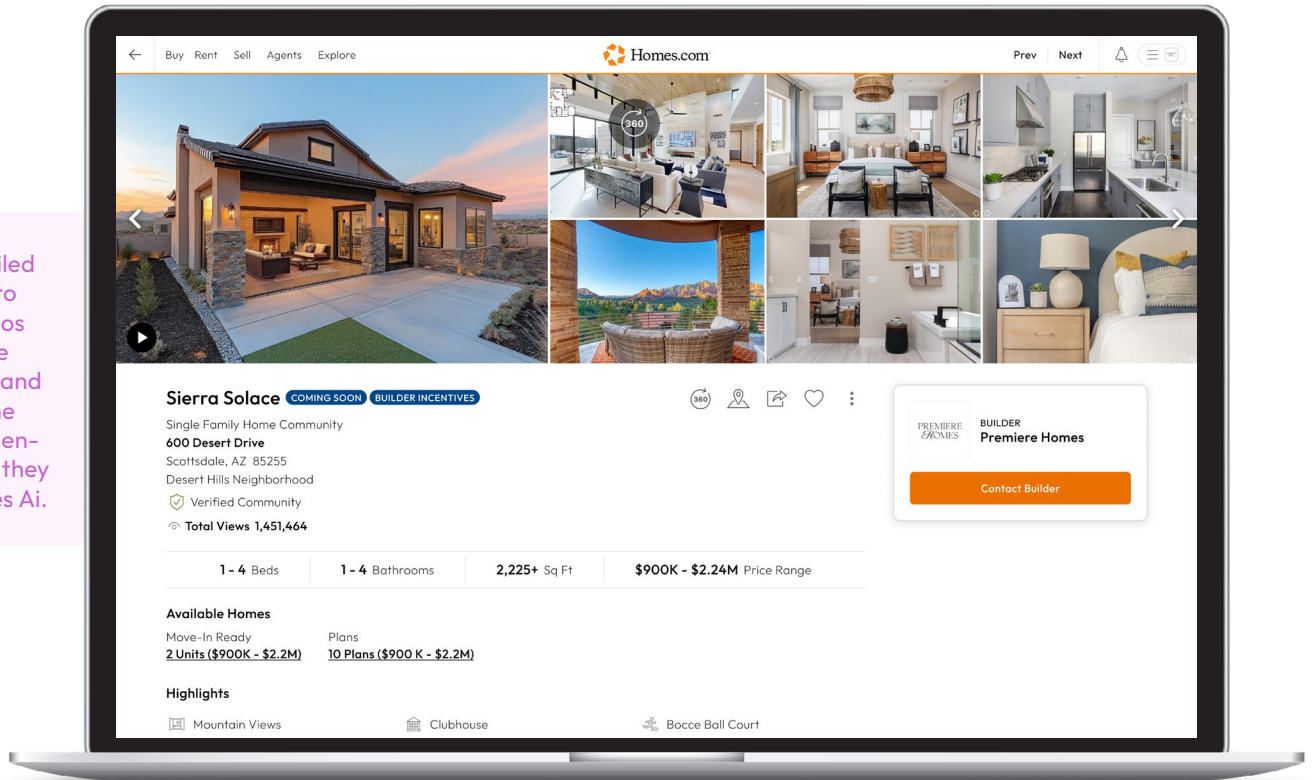 Buy Rent Sell Agents Explore
Homes.com
Prev Next
360
iled
to
os
e
and
ne
en-
they
es Ai.
Sierra Solace COMING SOON BUILDER INCENTIVES
360
Single Family Home Community
600 Desert Drive
Scottsdale, AZ 85255
Desert Hills Neighborhood
Verified Community
Total Views 1,451,464
PREMIERE
HOMES
BUILDER
Premiere Homes
Contact Builder
1 - 4 Beds 1 - 4 Bathrooms 2,225+ Sq Ft $900K - $2.24M Price Range
Available Homes
Move-In Ready Plans
2 Units ($900K - $2.2M) 10 Plans ($900 K - $2.2M)
Highlights
Mountain Views Clubhouse Bocce Ball Court